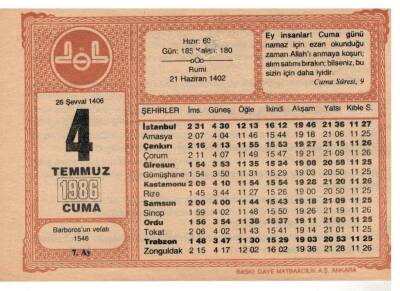 Hızır: 60
Gün: 185 Kalan: 180
Rumi
21 Haziran 1402
Ey insanlar! Cuma günü
namaz için ezan okunduğu
zaman Allah'ı anmaya koşun;
alım satımı bırakın; bilseniz, bu
sizin için daha iyidir.
Cuma Sûresi, 9
26 Şevval 1406
4
TEMMUZ
1986
CUMA
Barboros'un vefatı
1546
7. Ay
ŞEHİRLER İms. Güneş Öğle İkindi Akşam Yatsı Kıble S.
İstanbul 2 31 4 30 12 13 16 12 19 46 21 36 11 27
Amasya 2 07 4 04 11 46 15 44 19 18 21 06 11 25
Çankırı 2 16 4 13 11 55 15 53 19 27 21 15 11 26
Çorum 2 11 4 07 11 49 15 47 19 21 21 09 11 25
Giresun 1 54 3 53 11 35 15 34 19 08 20 58 11 25
Gümüşhane 1 54 3 51 11 30 15 30 19 03 20 51 11 25
Kastamonu 2 09 4 10 11 54 15 54 19 28 21 20 11 26
Rize 1 45 3 44 11 27 15 26 19 00 20 50 11 25
Samsun 2 00 4 00 11 44 15 43 19 18 21 09 11 25
Sinop 1 59 4 02 11 48 15 50 19 26 21 19 11 26
Ordu 1 56 3 54 11 38 15 37 19 11 21 00 11 25
Tokat 2 06 4 02 11 43 15 41 19 14 21 01 11 25
Trabzon 1 48 3 47 11 30 15 29 19 03 20 53 11 25
Zonguldak 2 15 4 17 12 02 16 02 19 36 21 28 11 26
BASKI: GAYE MATBAACILIK A.Ş. ANKARA